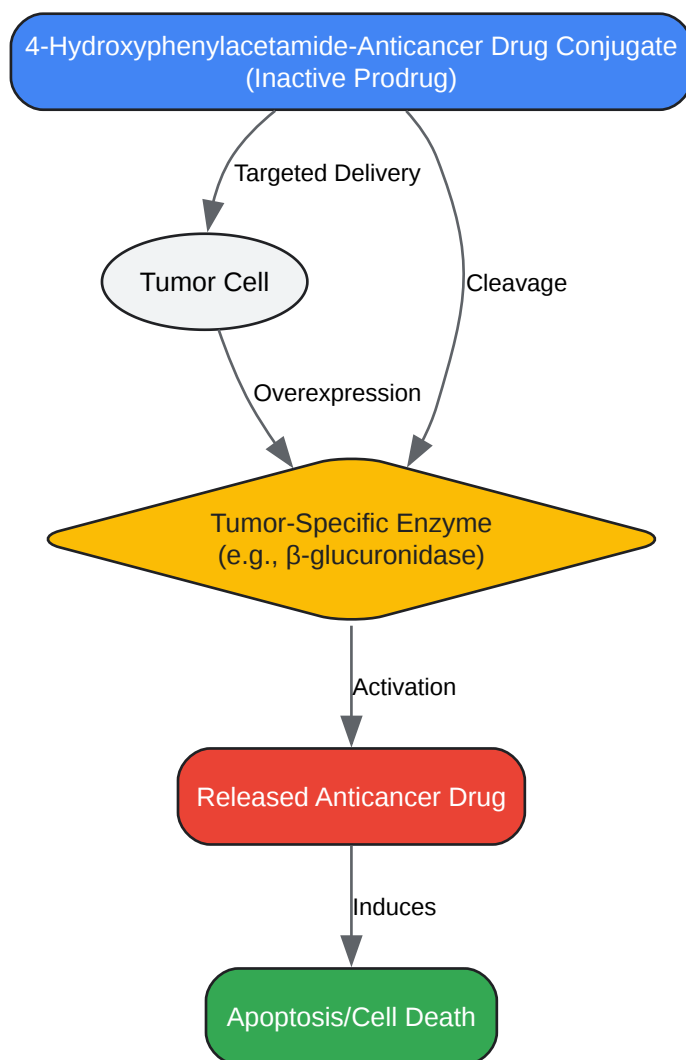 4-Hydroxyphenylacetamide-Anticancer Drug Conjugate
(Inactive Prodrug)
Targeted Delivery
Tumor Cell
Cleavage
Overexpression
Tumor-Specific Enzyme
(e.g., β-glucuronidase)
Activation
Released Anticancer Drug
Induces
Apoptosis/Cell Death